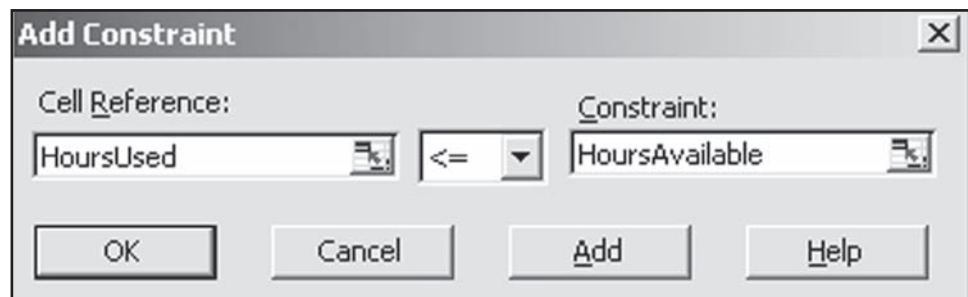 Add Constraint
Cell Reference: Constraint:
HoursUsed <= HoursAvailable
OK Cancel Add Help